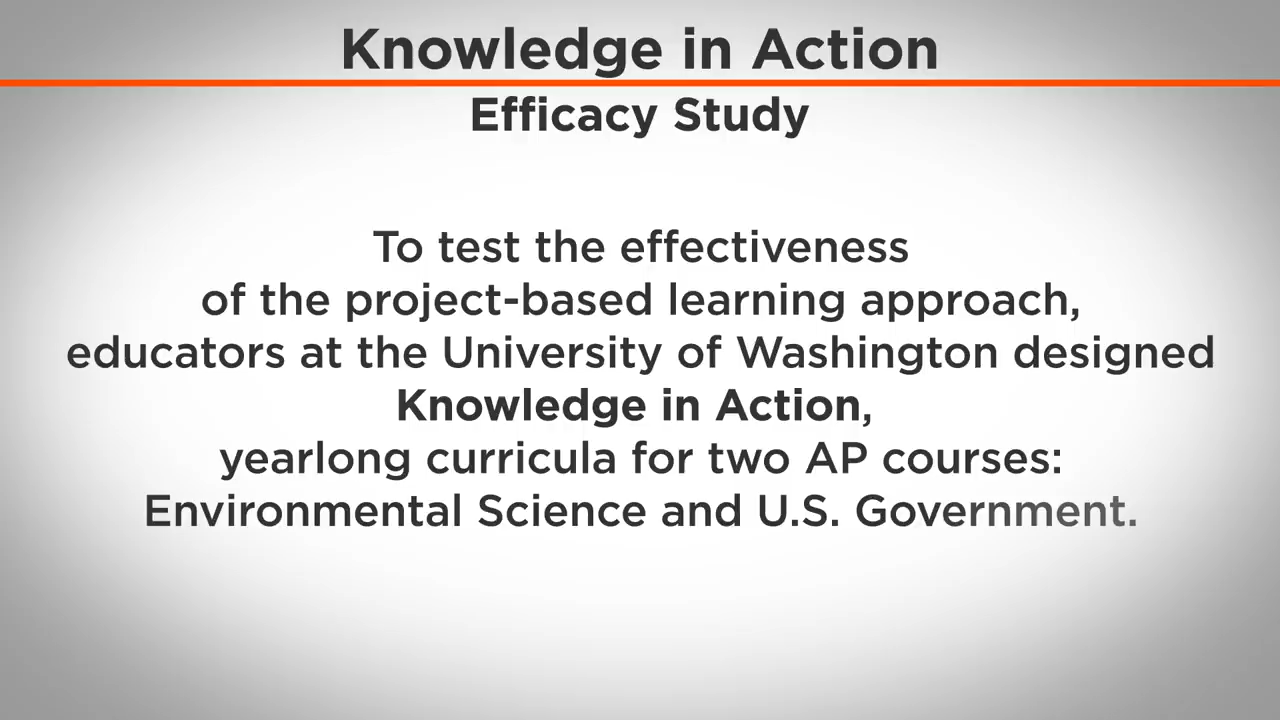 Knowledge in Action
Efficacy Study
To test the effectiveness
of the project-based learning approach,
educators at the University of Washington designed
Knowledge in Action,
yearlong curricula for two AP courses:
Environmental Science and U.S. Government.